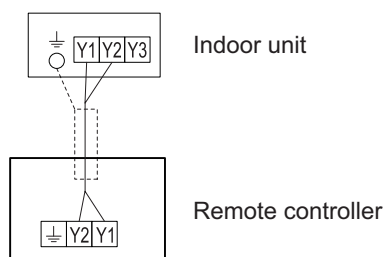 Y1 Y2 Y3
Indoor unit
Remote controller
Y2 Y1